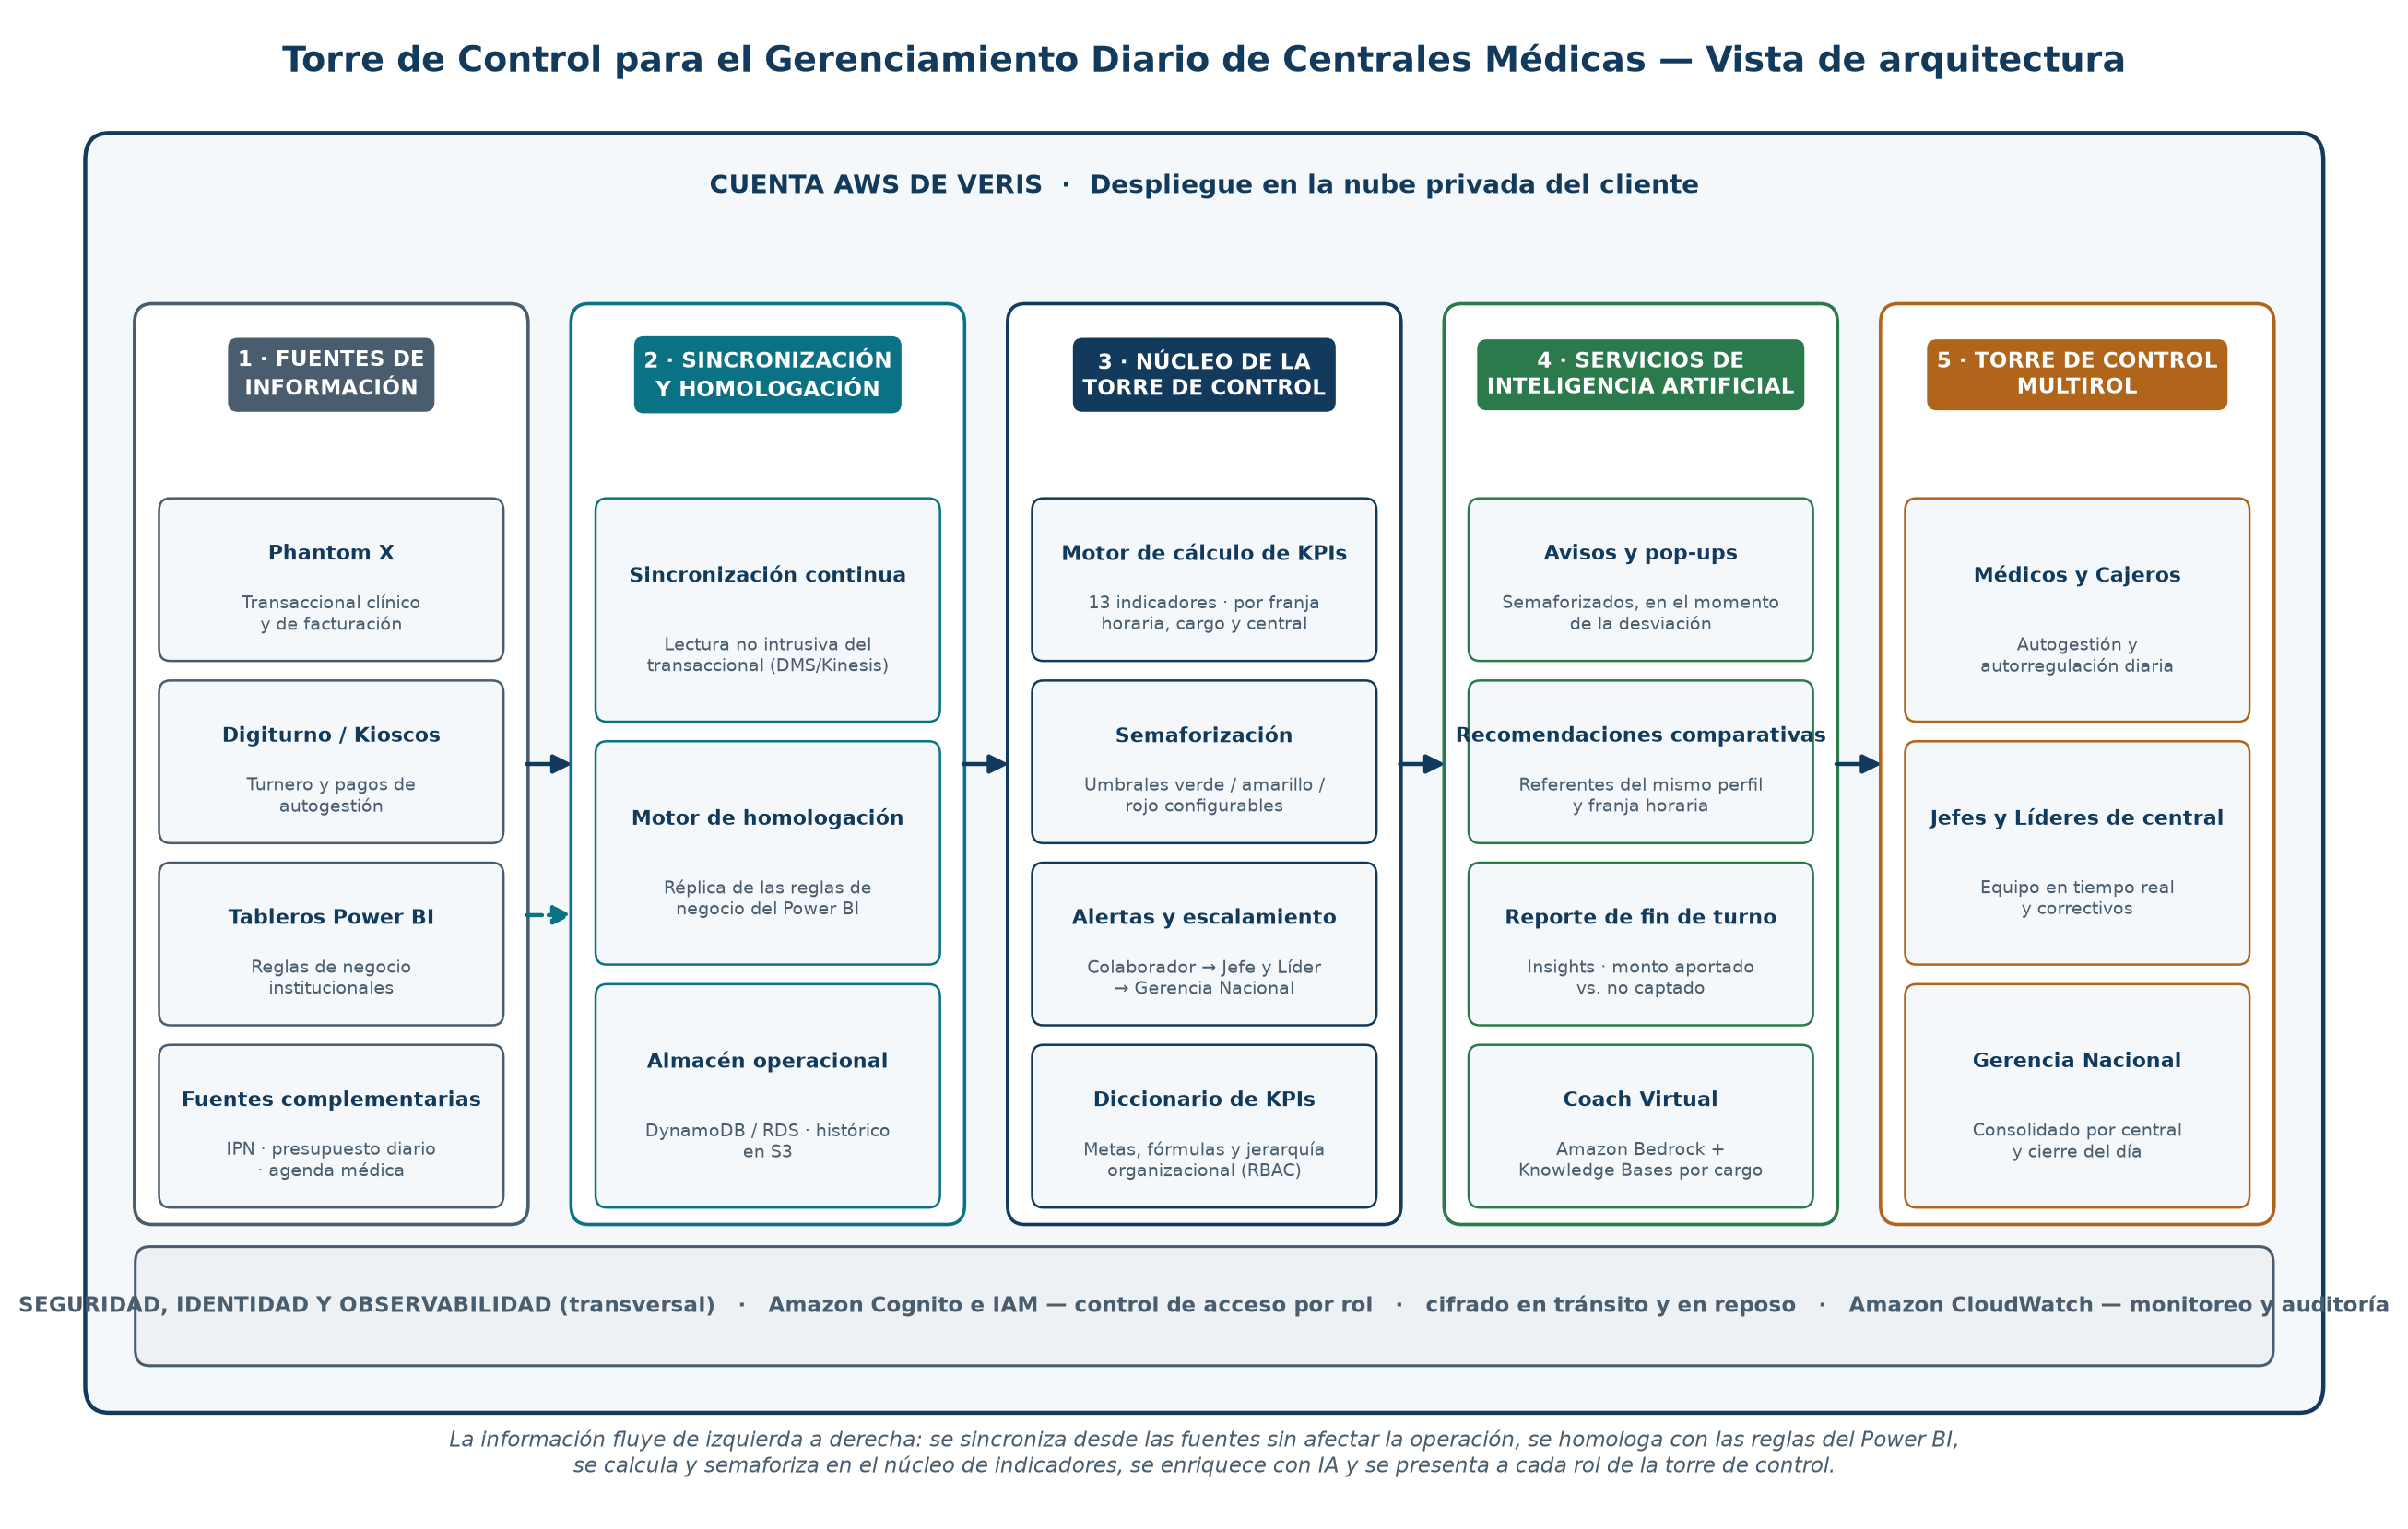 Torre de Control para el Gerenciamiento Diario de Centrales Médicas — Vista de arquitectura
CUENTA AWS DE VERIS · Despliegue en la nube privada del cliente
1 · FUENTES DE
INFORMACIÓN
Phantom X
Transaccional clínico
y de facturación
Digiturno / Kioscos
Turnero y pagos de
autogestión
Tableros Power BI
Reglas de negocio
institucionales
Fuentes complementarias
IPN · presupuesto diario
· agenda médica
2 · SINCRONIZACIÓN
Y HOMOLOGACIÓN
Sincronización continua
Lectura no intrusiva del
transaccional (DMS/Kinesis)
Motor de homologación
Réplica de las reglas de
negocio del Power BI
Almacén operacional
DynamoDB / RDS · histórico
en S3
3 · NÚCLEO DE LA
TORRE DE CONTROL
Motor de cálculo de KPIs
13 indicadores · por franja
horaria, cargo y central
Semaforización
Umbrales verde / amarillo /
rojo configurables
Alertas y escalamiento
Colaborador → Jefe y Líder
→ Gerencia Nacional
Diccionario de KPIs
Metas, fórmulas y jerarquía
organizacional (RBAC)
4 · SERVICIOS DE
INTELIGENCIA ARTIFICIAL
Avisos y pop-ups
Semaforizados, en el momento
de la desviación
Recomendaciones comparativas
Referentes del mismo perfil
y franja horaria
Reporte de fin de turno
Insights · monto aportado
vs. no captado
Coach Virtual
Amazon Bedrock +
Knowledge Bases por cargo
5 · TORRE DE CONTROL
MULTIROL
Médicos y Cajeros
Autogestión y
autorregulación diaria
Jefes y Líderes de central
Equipo en tiempo real
y correctivos
Gerencia Nacional
Consolidado por central
y cierre del día
SEGURIDAD, IDENTIDAD Y OBSERVABILIDAD (transversal) · Amazon Cognito e IAM — control de acceso por rol · cifrado en tránsito y en reposo · Amazon CloudWatch — monitoreo y auditoría
La información fluye de izquierda a derecha: se sincroniza desde las fuentes sin afectar la operación, se homologa con las reglas del Power BI,
se calcula y semaforiza en el núcleo de indicadores, se enriquece con IA y se presenta a cada rol de la torre de control.